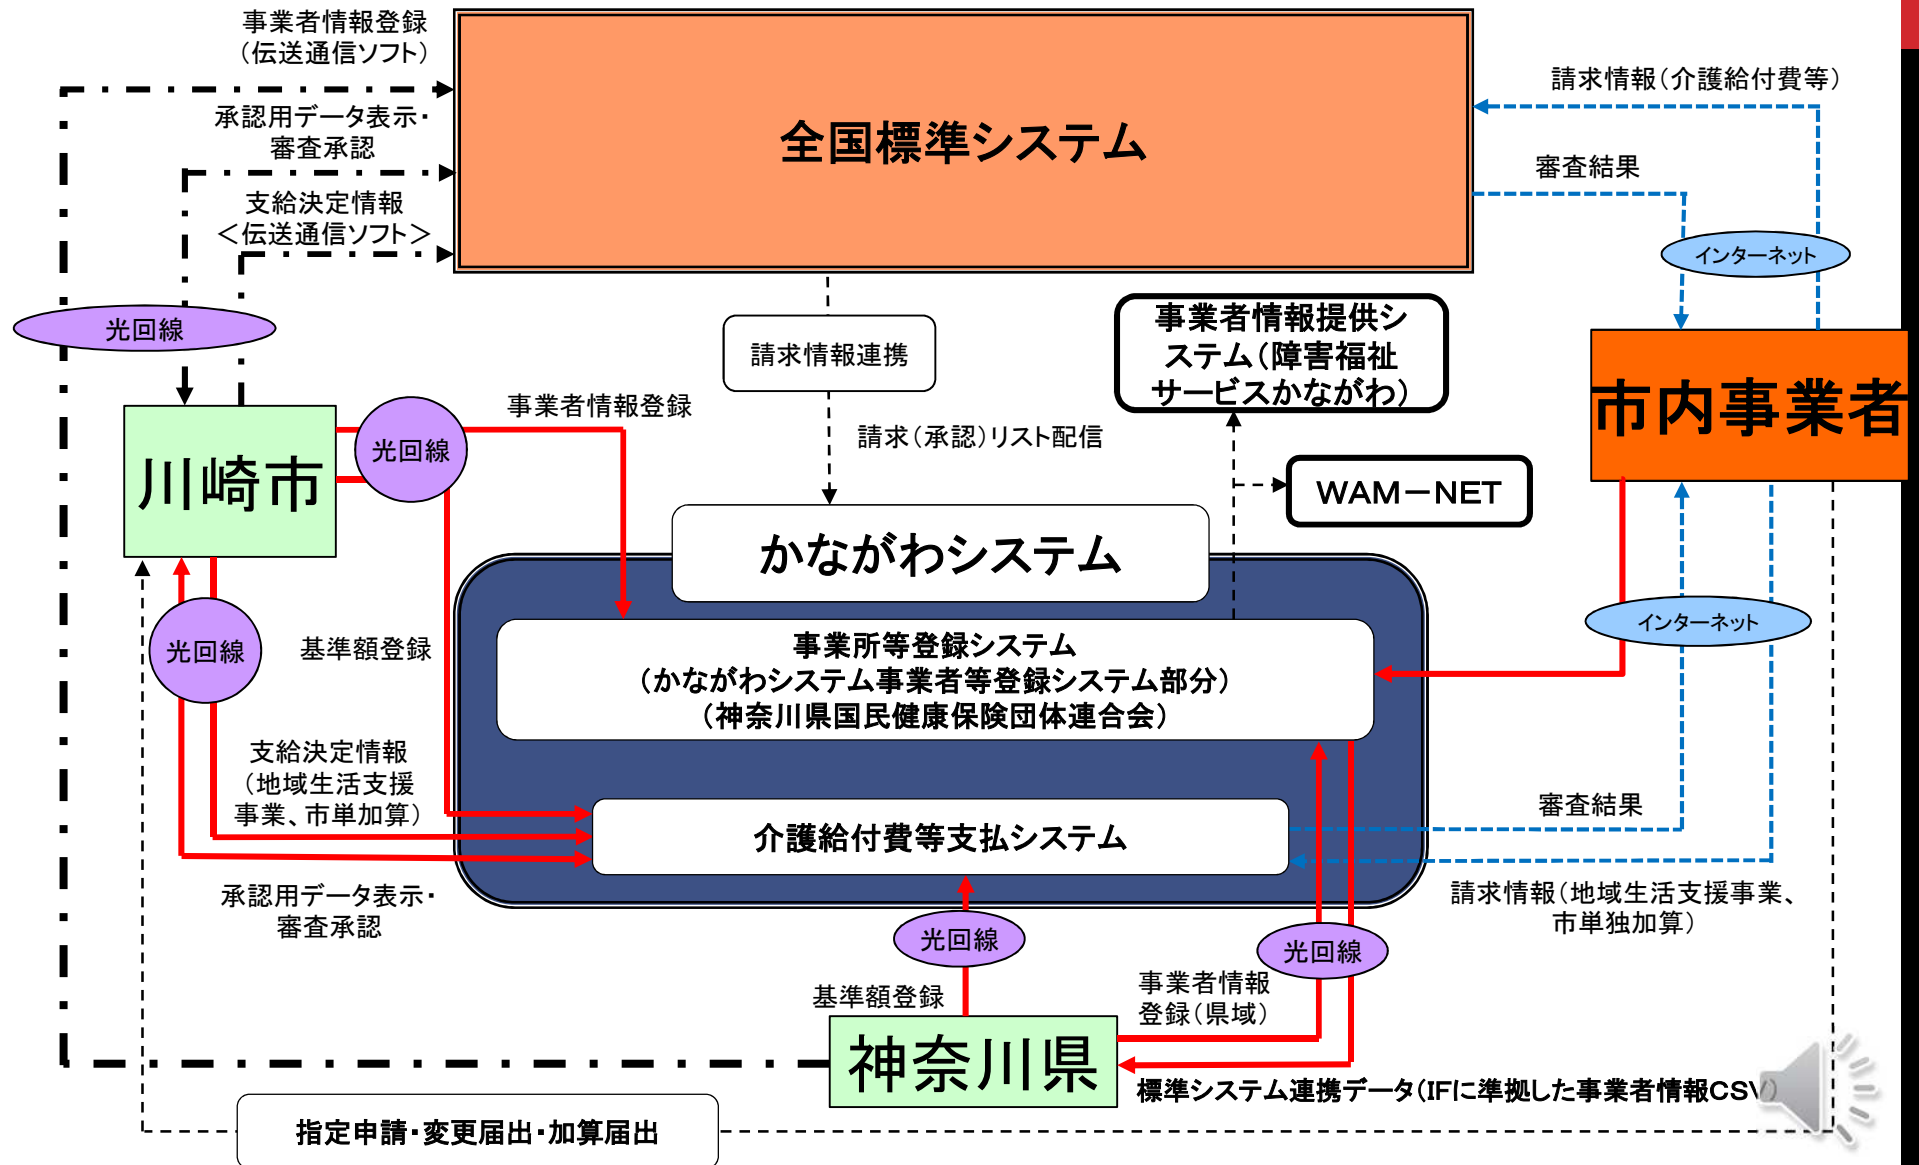 事業者情報登録
（伝送通信ソフト）
承認用データ表示・
審査承認
支給決定情報
＜伝送通信ソフト＞
全国標準システム
請求情報（介護給付費等）
審査結果
インターネット
光回線
請求情報連携
事業者情報提供シ
ステム（障害福祉
サービスかながわ）
市内事業者
川崎市
光回線
事業者情報登録
請求（承認）リスト配信
WAM－NET
かながわシステム
光回線
基準額登録
事業所等登録システム
（かながわシステム事業者等登録システム部分）
（神奈川県国民健康保険団体連合会）
インターネット
支給決定情報
（地域生活支援
事業、市単加算）
介護給付費等支払システム
審査結果
承認用データ表示・
審査承認
請求情報（地域生活支援事業、
市単独加算）
光回線
光回線
基準額登録
事業者情報
登録（県域）
神奈川県
標準システム連携データ（IFに準拠した事業者情報CSV）
指定申請・変更届出・加算届出